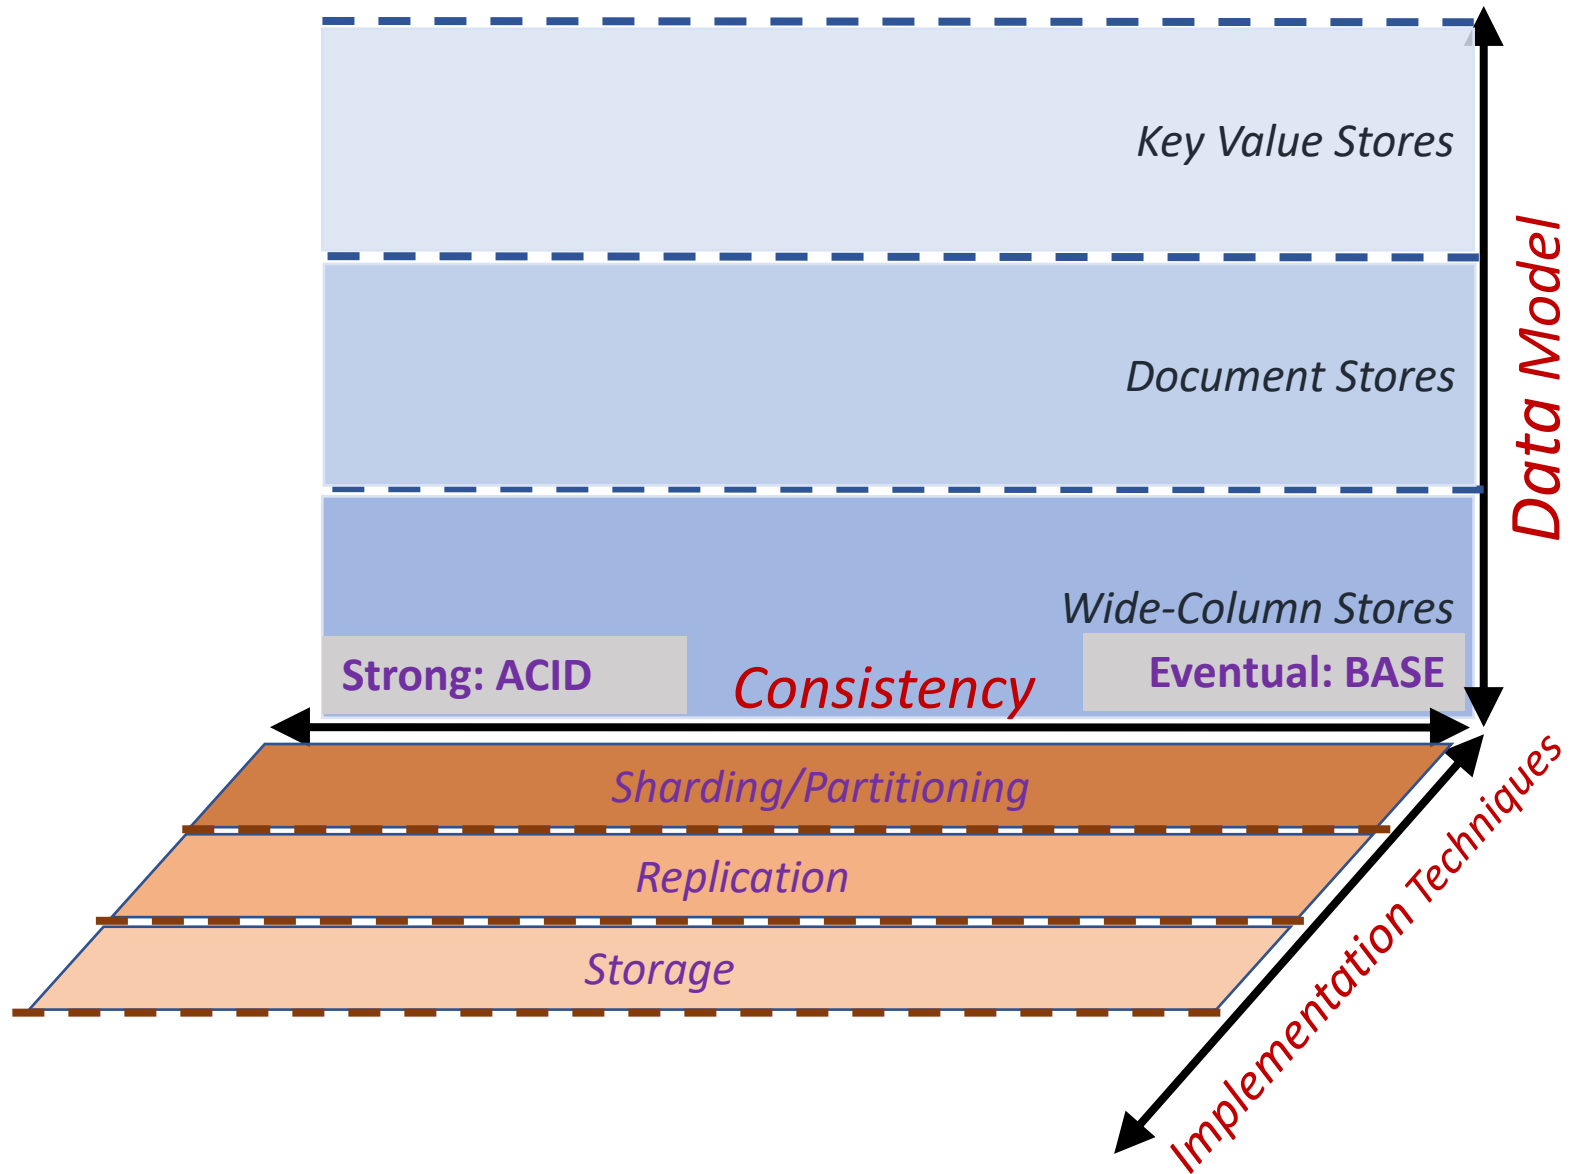 Key Value Stores
Document Stores
Data Model
Wide-Column Stores
Strong: ACID
Consistency
Eventual: BASE
Sharding/Partitioning
Replication
Storage
Implementation Techniques